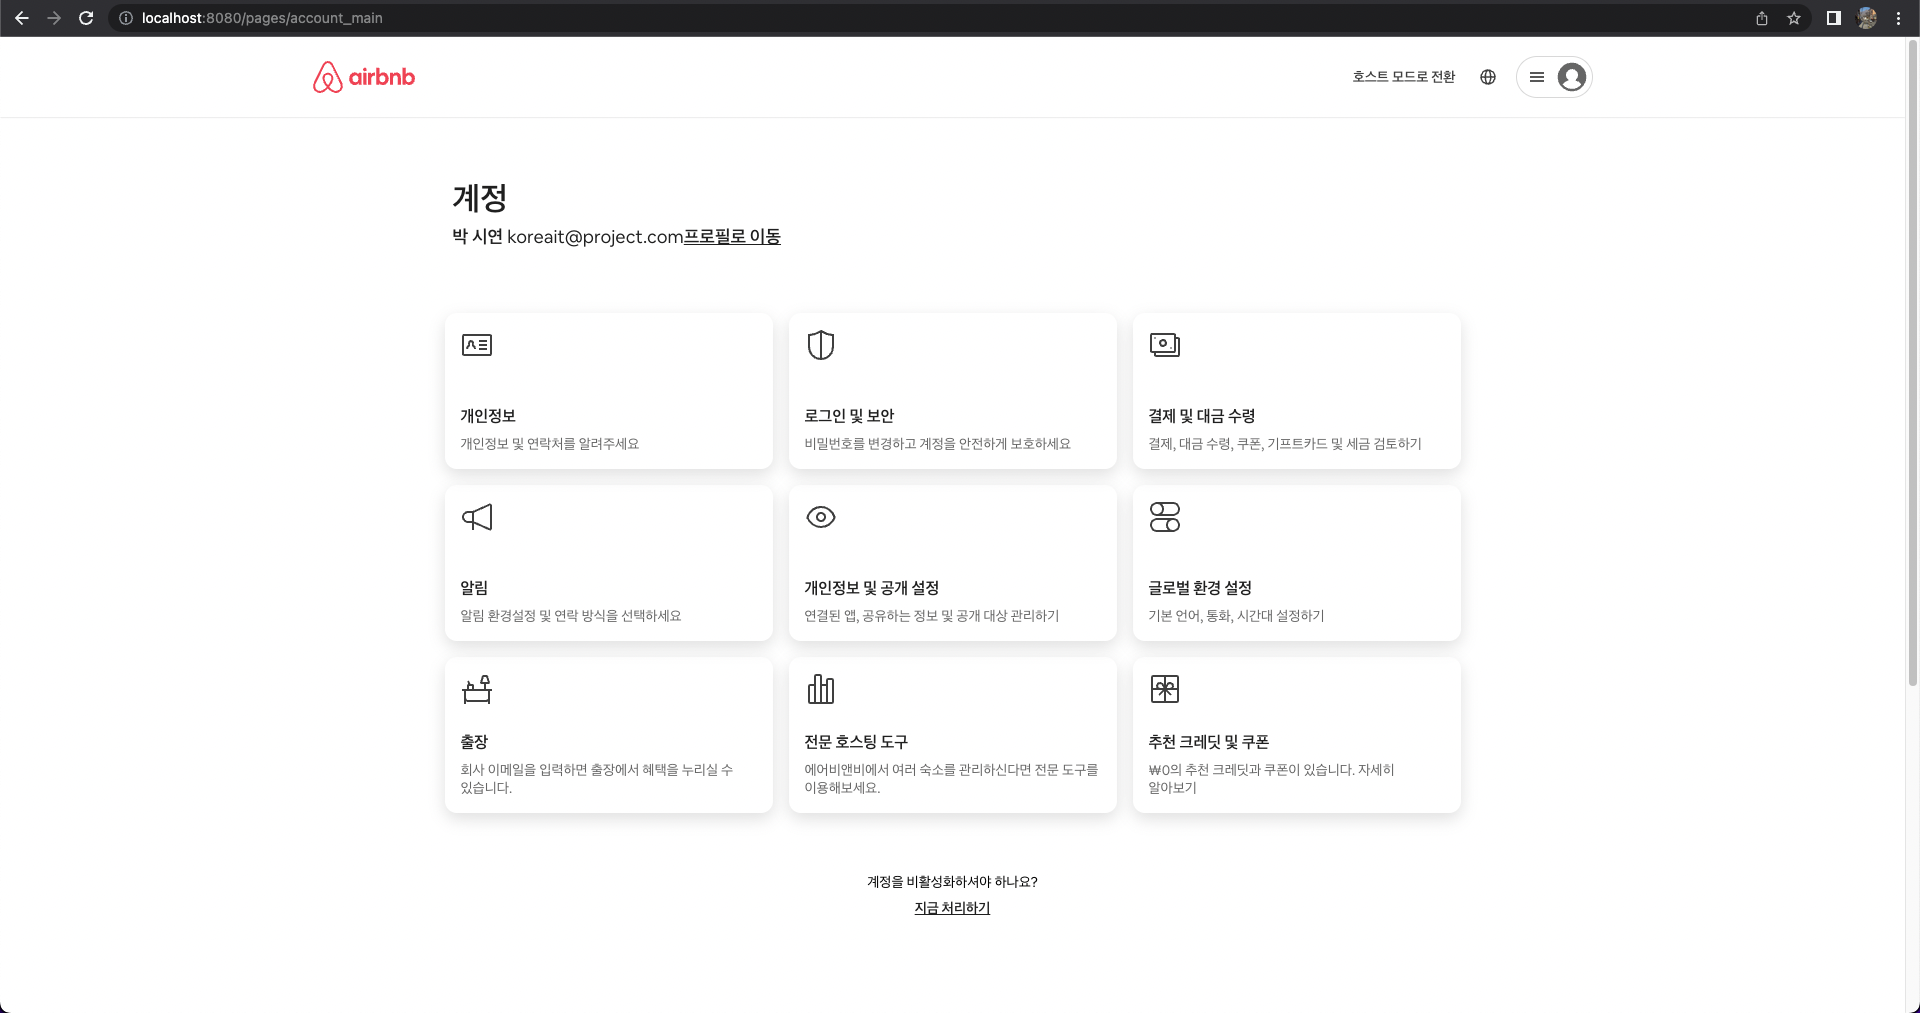 localhost:8080/pages/account_main
airbnb
호스트 모드로 전환
계정
박 시연 koreait@project.com프로필로 이동
개인정보
개인정보 및 연락처를 알려주세요
로그인 및 보안
비밀번호를 변경하고 계정을 안전하게 보호하세요
결제 및 대금 수령
결제, 대금 수령, 쿠폰, 기프트카드 및 세금 검토하기
알림
알림 환경설정 및 연락 방식을 선택하세요
개인정보 및 공개 설정
연결된 앱, 공유하는 정보 및 공개 대상 관리하기
글로벌 환경 설정
기본 언어, 통화, 시간대 설정하기
출장
회사 이메일을 입력하면 출장에서 혜택을 누리실 수
있습니다.
전문 호스팅 도구
에어비앤비에서 여러 숙소를 관리하신다면 전문 도구를
이용해보세요.
추천 크레딧 및 쿠폰
₩0의 추천 크레딧과 쿠폰이 있습니다. 자세히
알아보기
계정을 비활성화하셔야 하나요?
지금 처리하기